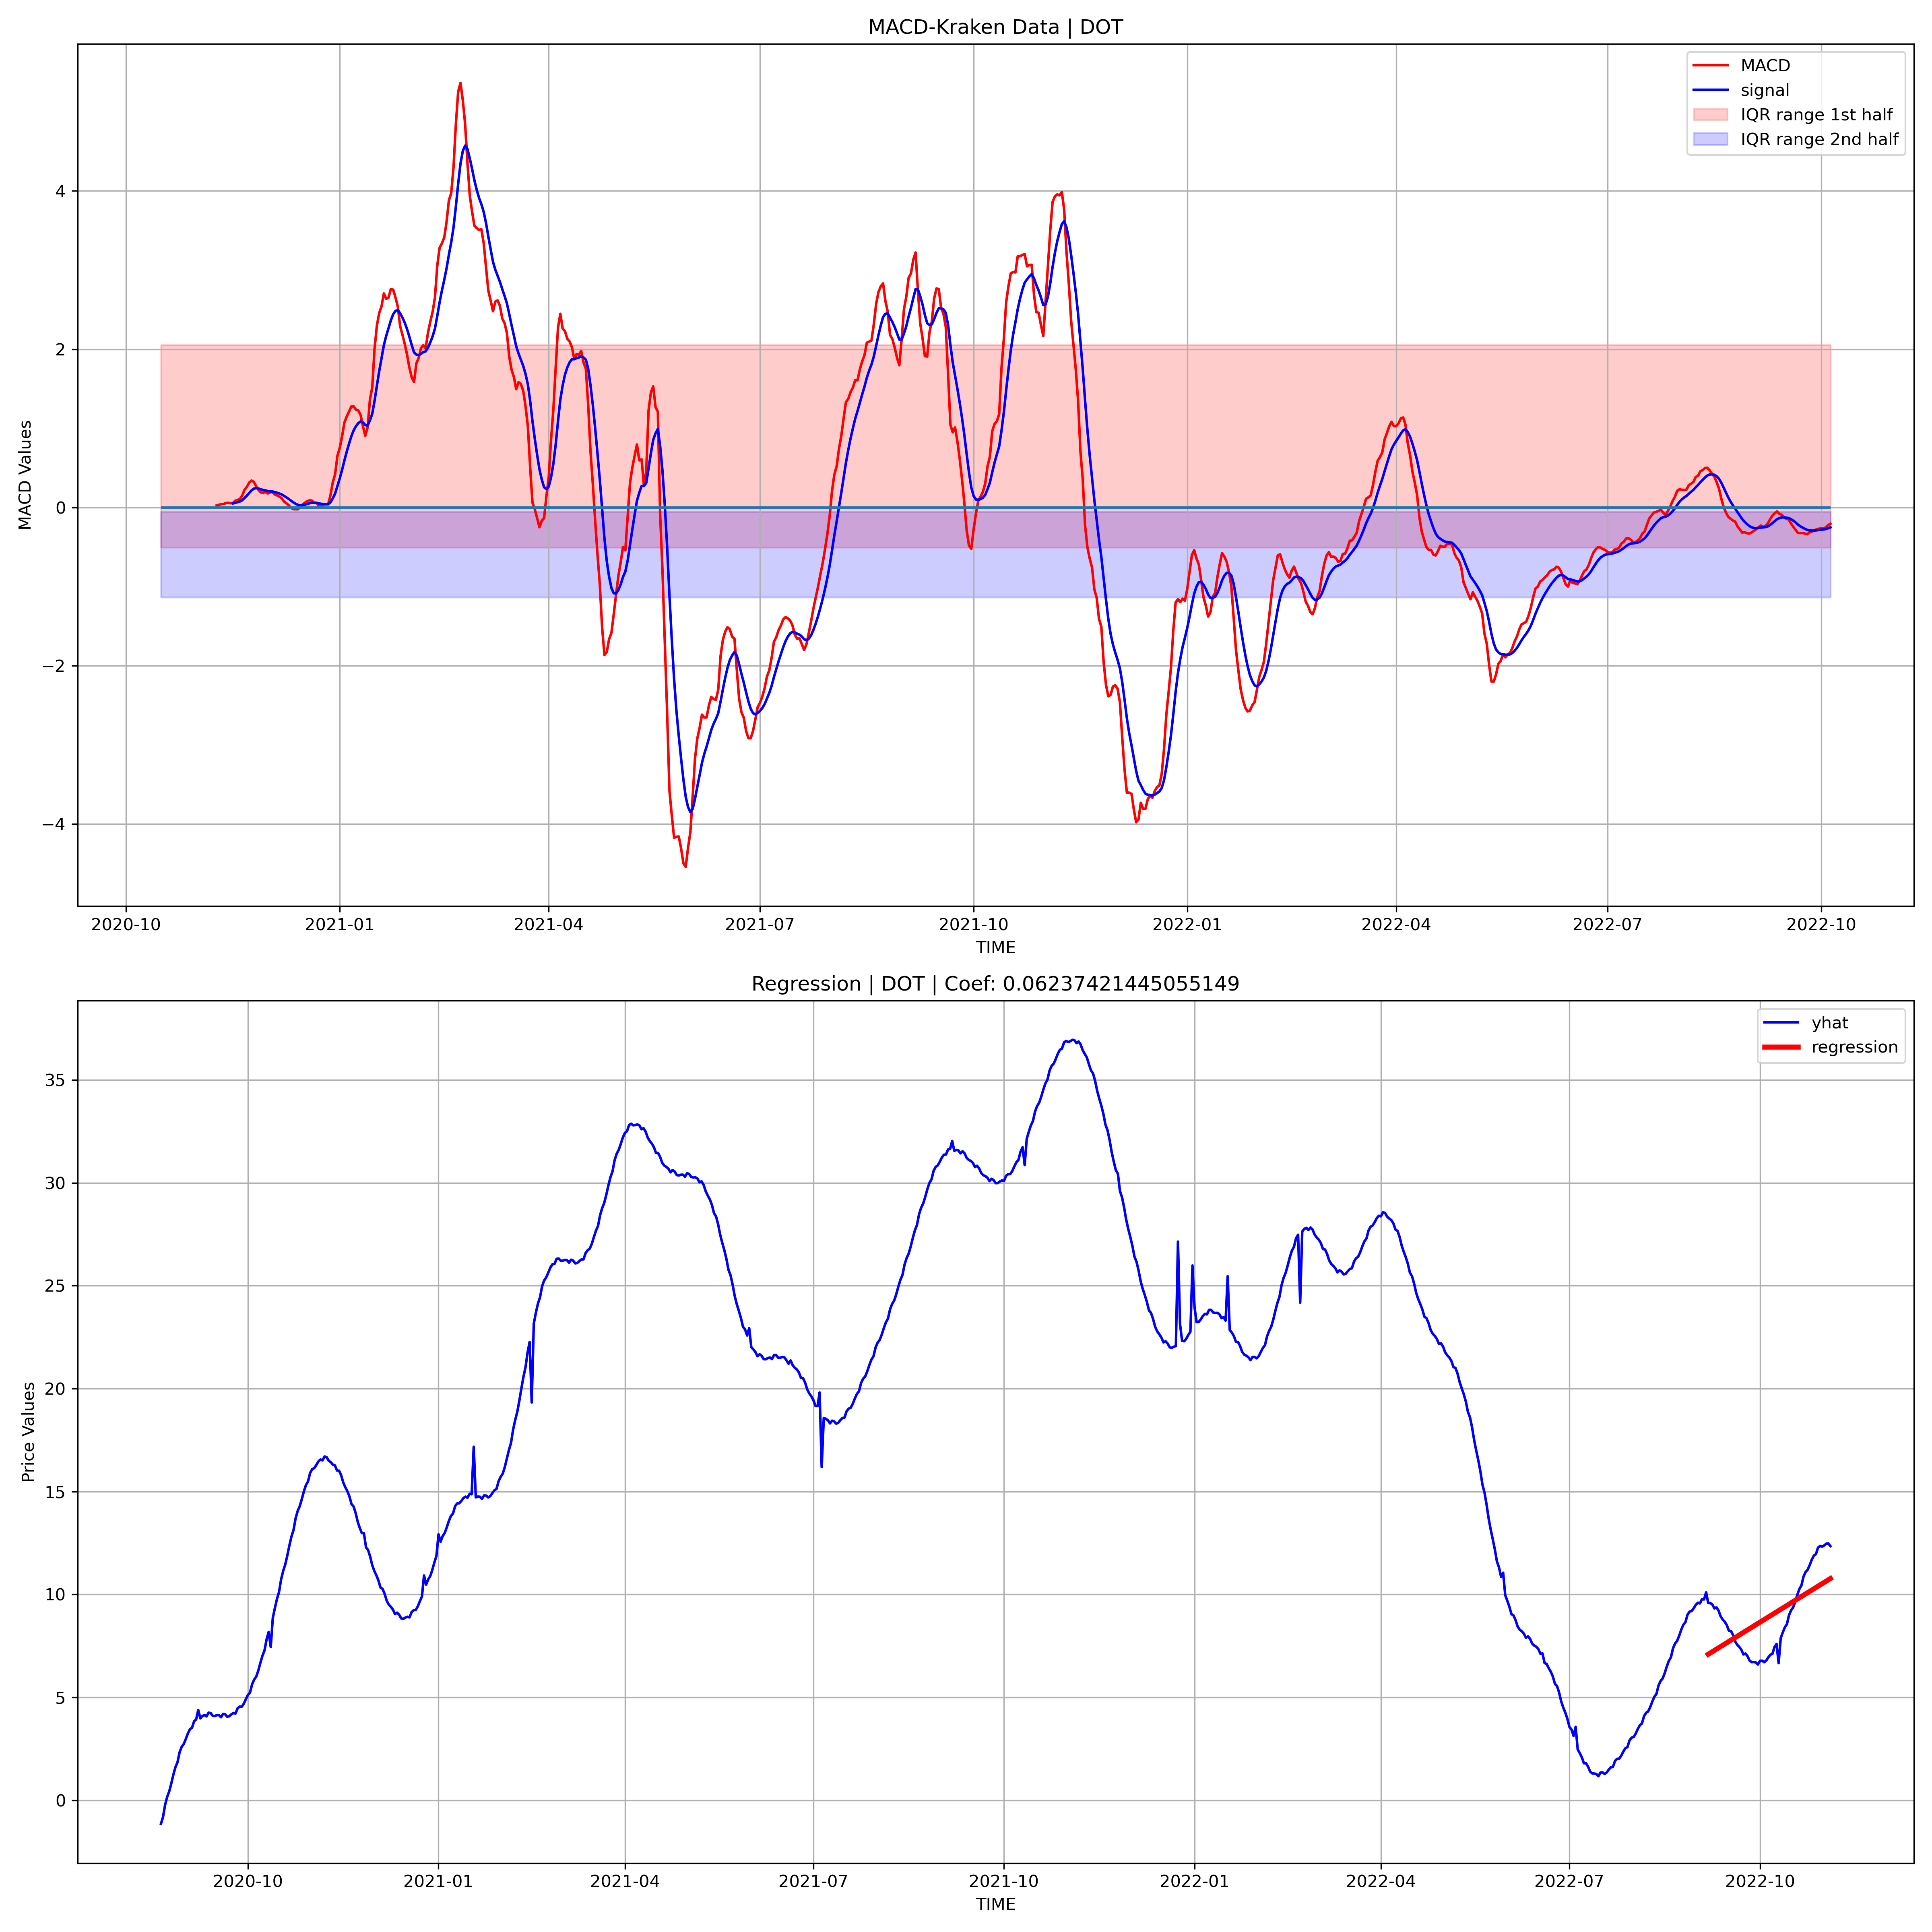 MACD-Kraken Data | DOT
MACD
signal
IQR range 1st half
IQR range 2nd half
MACD Values
4
2
0
−2
−4
2020-10 2021-01 2021-04 2021-07 2021-10 2022-01 2022-04 2022-07 2022-10
TIME
Regression | DOT | Coef: 0.06237421445055149
yhat
regression
Price Values
35
30
25
20
15
10
5
0
2020-10 2021-01 2021-04 2021-07 2021-10 2022-01 2022-04 2022-07 2022-10
TIME